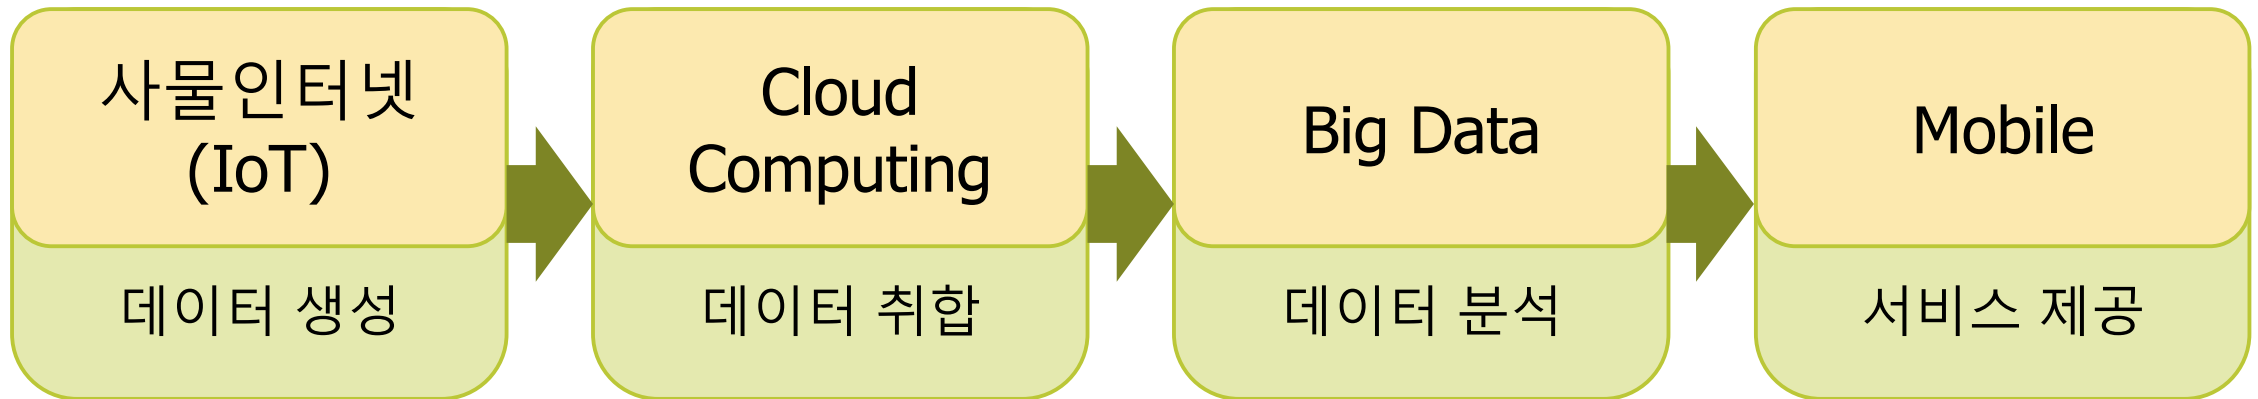 사물인터넷
(IoT)
데이터 생성
Cloud
Computing
데이터 취합
Big Data
데이터 분석
Mobile
서비스 제공